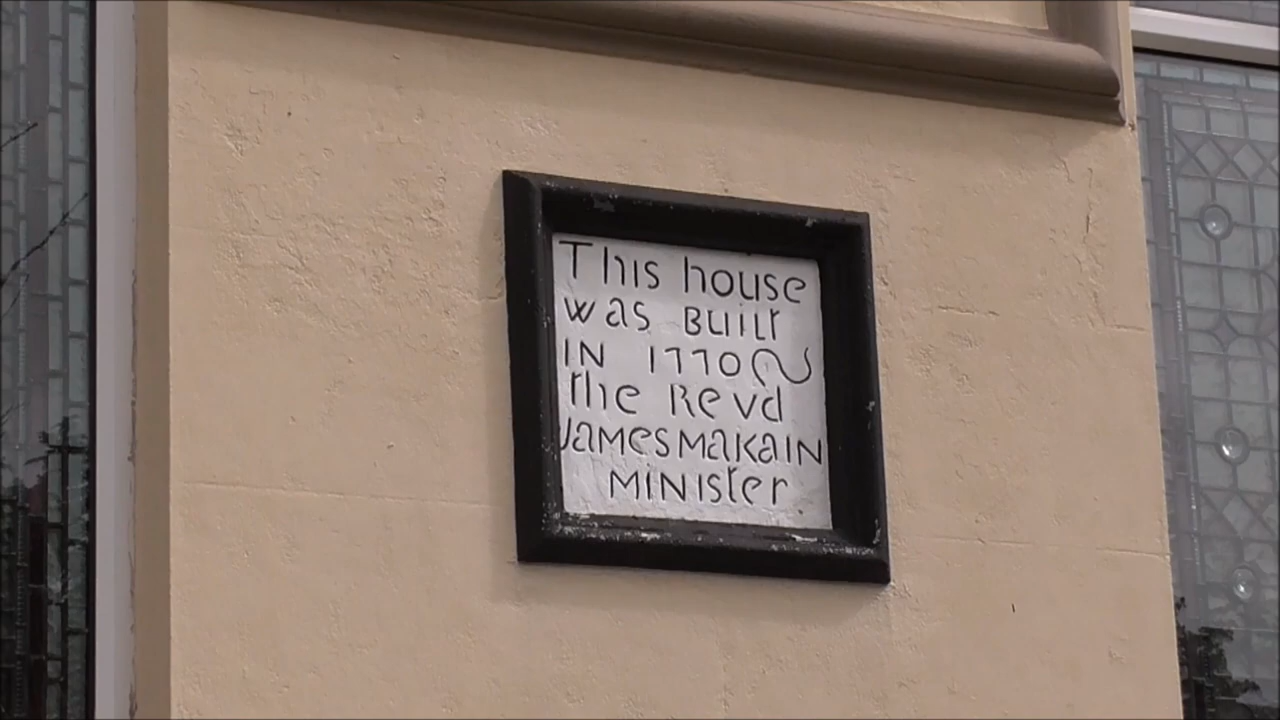 This house
was Built
IN 1770
the Revd
JAMES MAKAIN
MINISter